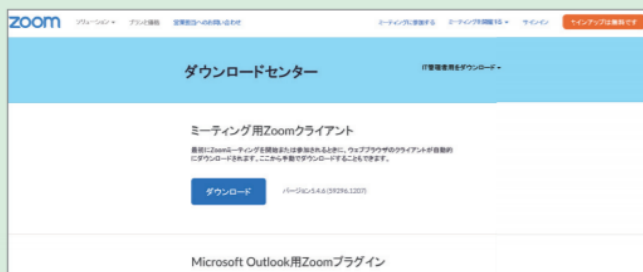 zoom ソリューション▾ プランと価格 営業担当へのお問い合わせ ミーティングに参加する ミーティングを開催する▾ サインイン サインアップは無料です
ダウンロードセンター IT管理者用をダウンロード▾
ミーティング用Zoomクライアント
最初にZoomミーティングを開始または参加されるときに、ウェブブラウザのクライアントが自動的
にダウンロードされます。ここから手動でダウンロードすることもできます。
ダウンロード バージョン5.4.6 (59296.1207)
Microsoft Outlook用Zoomプラグイン